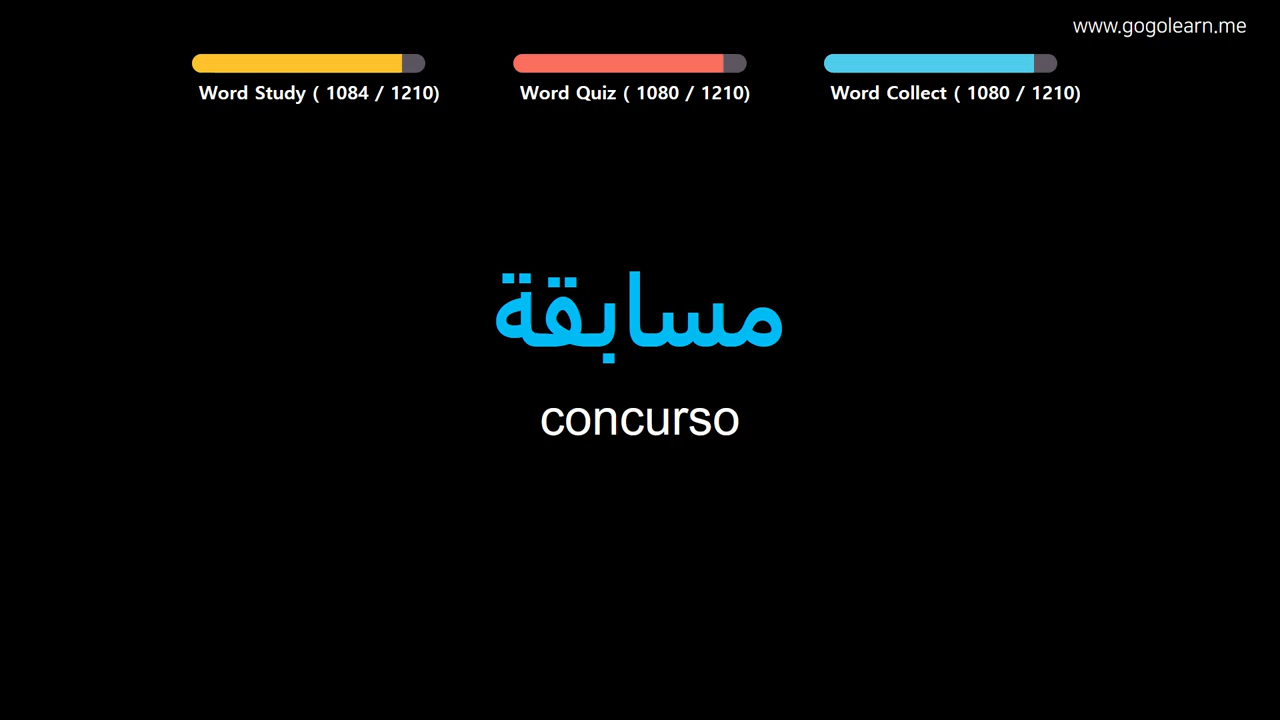 www.gogolearn.me
Word Study ( 1084 / 1210)
Word Quiz ( 1080 / 1210)
Word Collect ( 1080 / 1210)
مسابقة
concurso